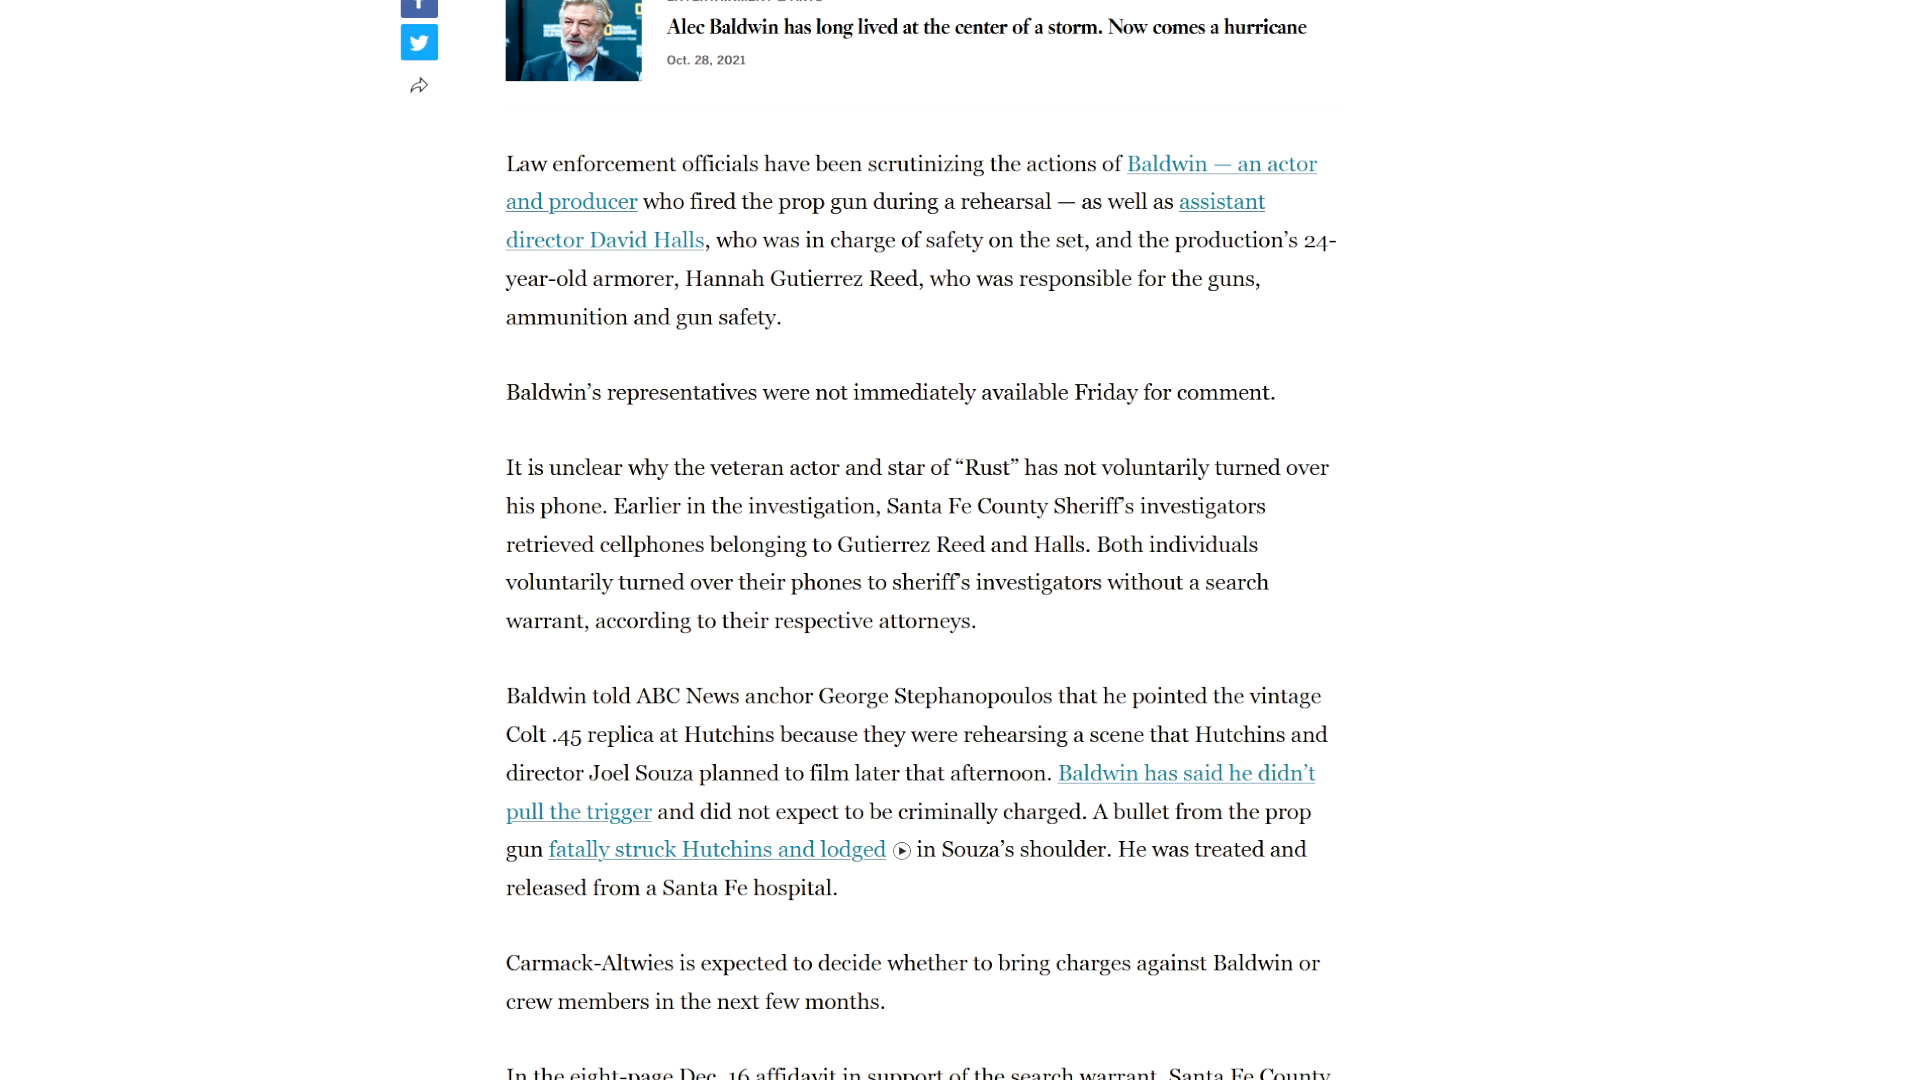 Alec Baldwin has long lived at the center of a storm. Now comes a hurricane
Oct. 28, 2021
Law enforcement officials have been scrutinizing the actions of Baldwin — an actor
and producer who fired the prop gun during a rehearsal — as well as assistant
director David Halls, who was in charge of safety on the set, and the production’s 24-
year-old armorer, Hannah Gutierrez Reed, who was responsible for the guns,
ammunition and gun safety.
Baldwin’s representatives were not immediately available Friday for comment.
It is unclear why the veteran actor and star of “Rust” has not voluntarily turned over
his phone. Earlier in the investigation, Santa Fe County Sheriff’s investigators
retrieved cellphones belonging to Gutierrez Reed and Halls. Both individuals
voluntarily turned over their phones to sheriff’s investigators without a search
warrant, according to their respective attorneys.
Baldwin told ABC News anchor George Stephanopoulos that he pointed the vintage
Colt .45 replica at Hutchins because they were rehearsing a scene that Hutchins and
director Joel Souza planned to film later that afternoon. Baldwin has said he didn’t
pull the trigger and did not expect to be criminally charged. A bullet from the prop
gun fatally struck Hutchins and lodged in Souza’s shoulder. He was treated and
released from a Santa Fe hospital.
Carmack-Altwies is expected to decide whether to bring charges against Baldwin or
crew members in the next few months.
In the eight-page Dec. 16 affidavit in support of the search warrant, Santa Fe County